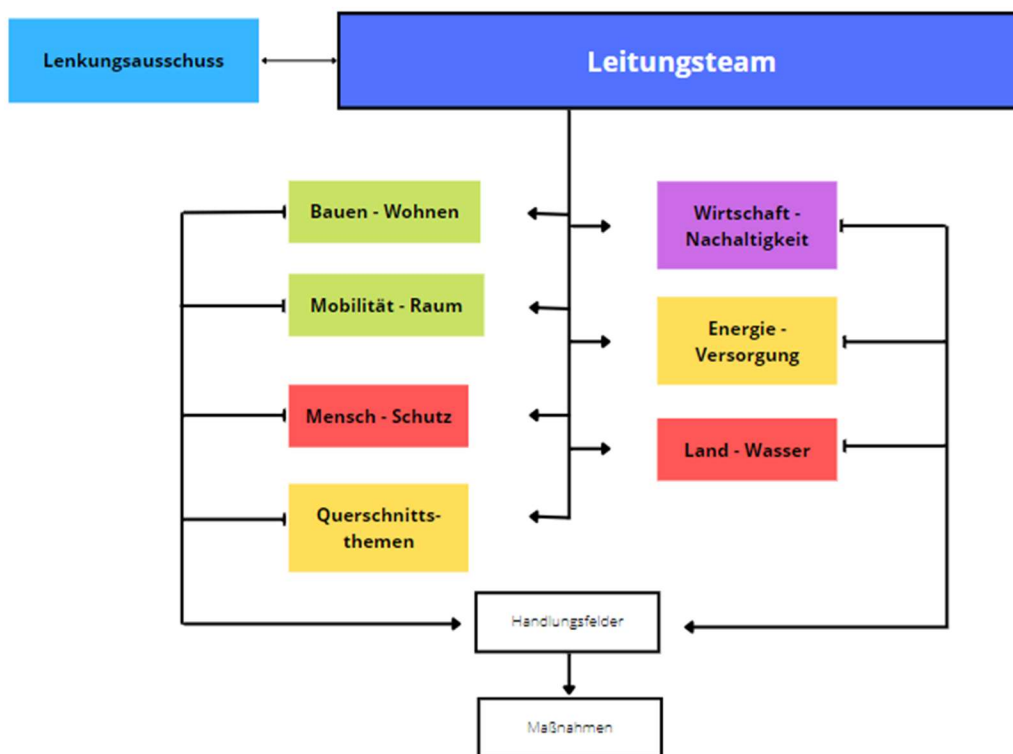 Lenkungsausschuss
Leitungsteam
Bauen - Wohnen
Wirtschaft -
Nachaltigkeit
Mobilität - Raum
Energie -
Versorgung
Mensch - Schutz
Land - Wasser
Querschnitts-
themen
Handlungsfelder
Maßnahmen